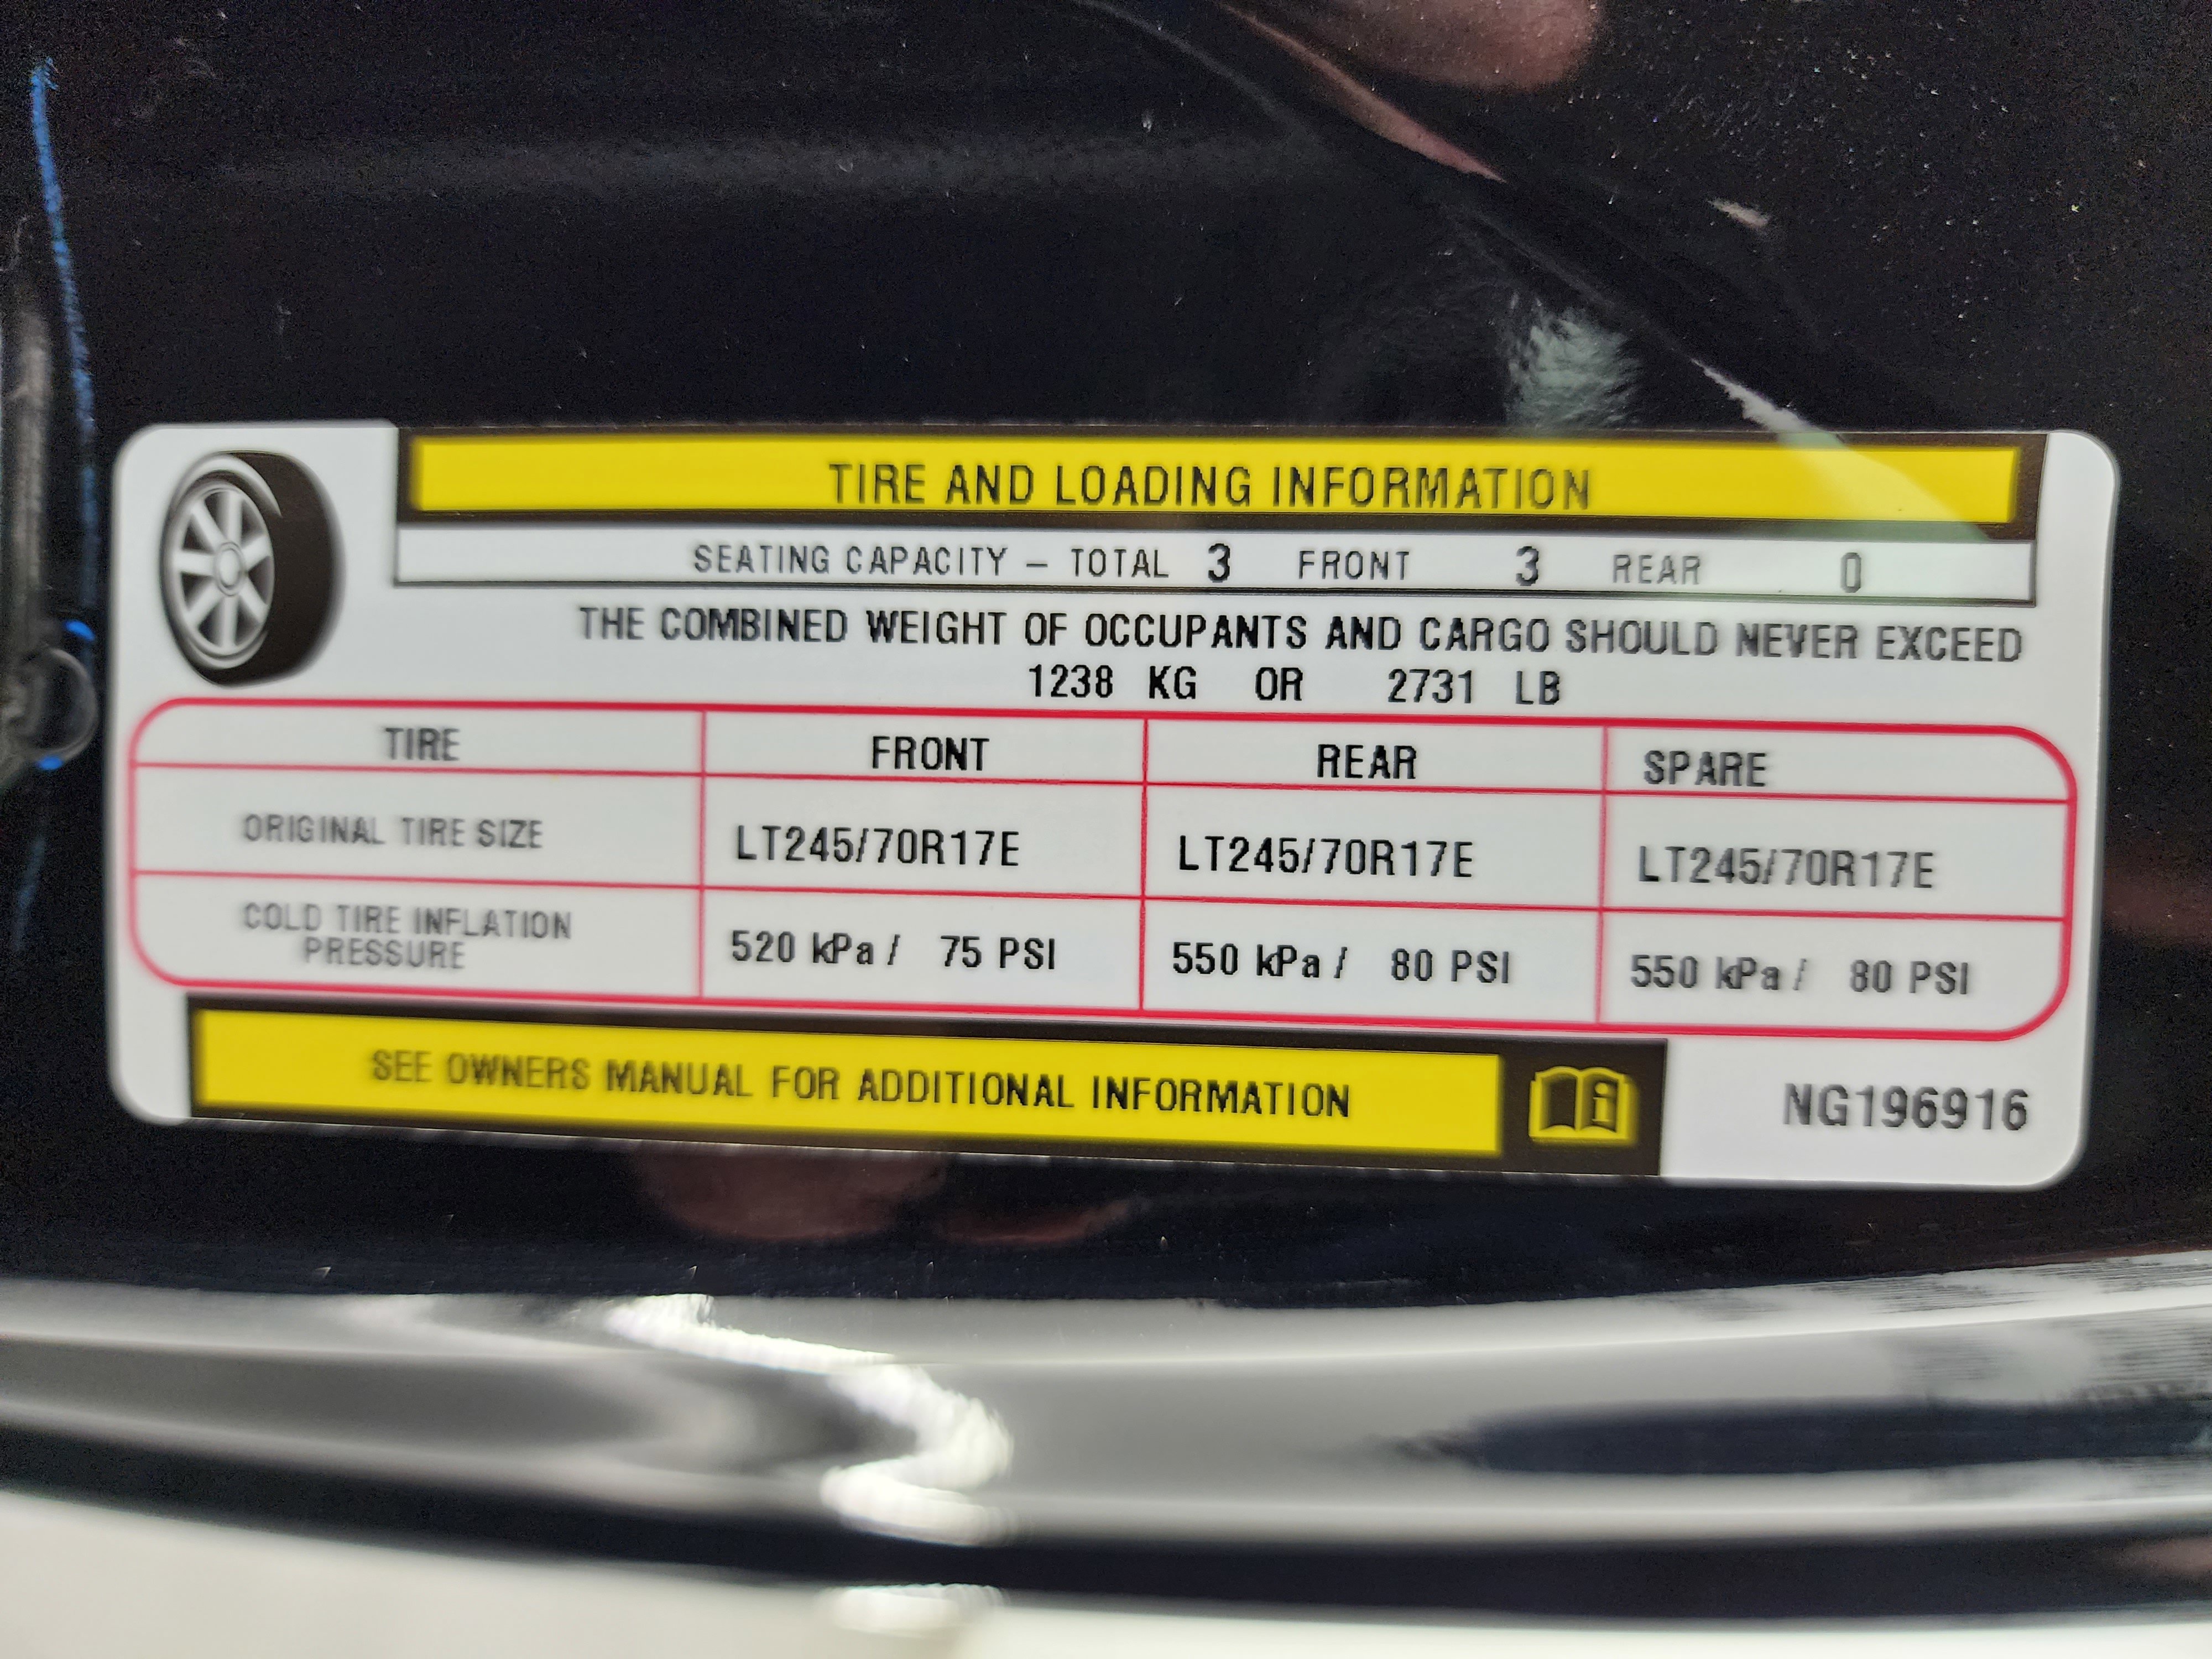 TIRE AND LOADING INFORMATION
SEATING CAPACITY – TOTAL 3 FRONT 3 REAR 0
THE COMBINED WEIGHT OF OCCUPANTS AND CARGO SHOULD NEVER EXCEED
1238 KG OR 2731 LB
TIRE FRONT REAR SPARE
ORIGINAL TIRE SIZE LT245/70R17E LT245/70R17E LT245/70R17E
COLD TIRE INFLATION
PRESSURE 520 kPa / 75 PSI 550 kPa / 80 PSI 550 kPa / 80 PSI
SEE OWNERS MANUAL FOR ADDITIONAL INFORMATION i
NG196916